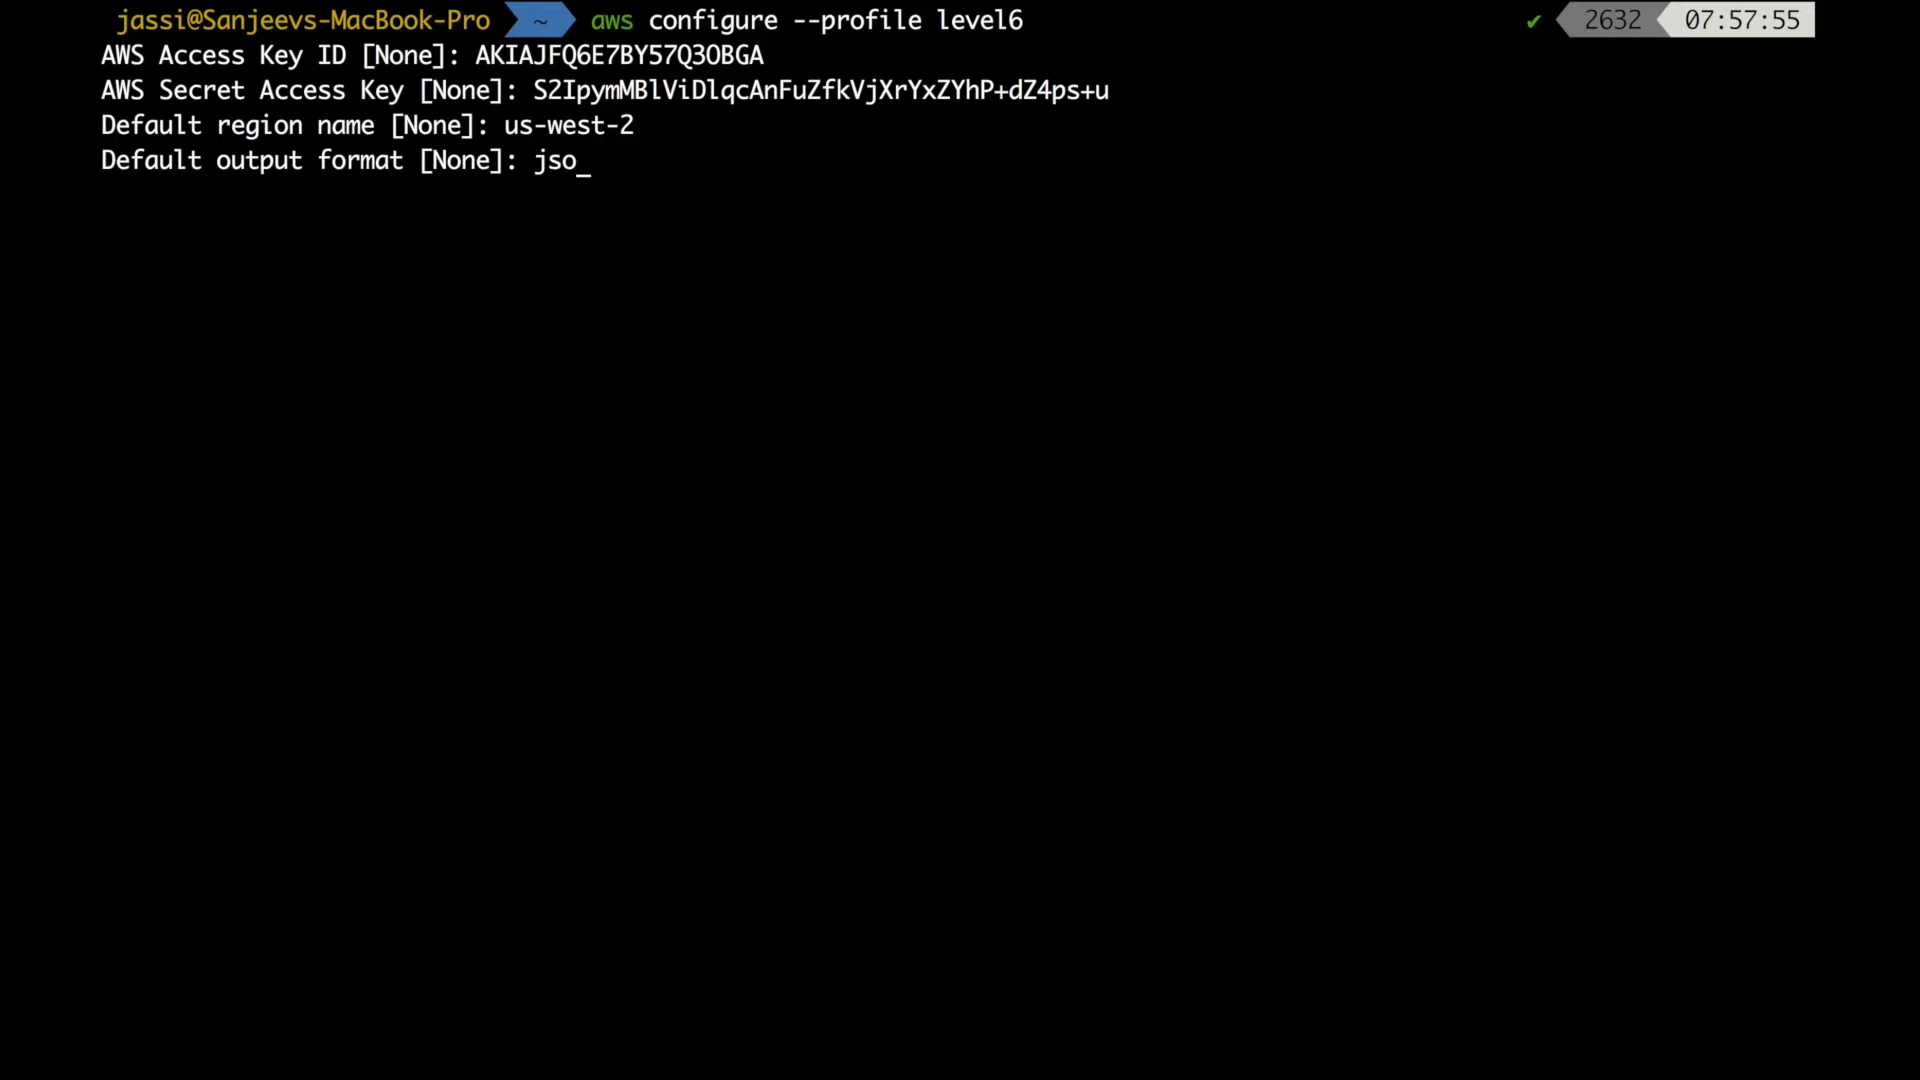 jassi@Sanjeevs-MacBook-Pro ~ aws configure --profile level6 ✔ 2632 07:57:55
AWS Access Key ID [None]: AKIAJFQ6E7BY57Q3OBGA
AWS Secret Access Key [None]: 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
Default region name [None]: us-west-2
Default output format [None]: jso_